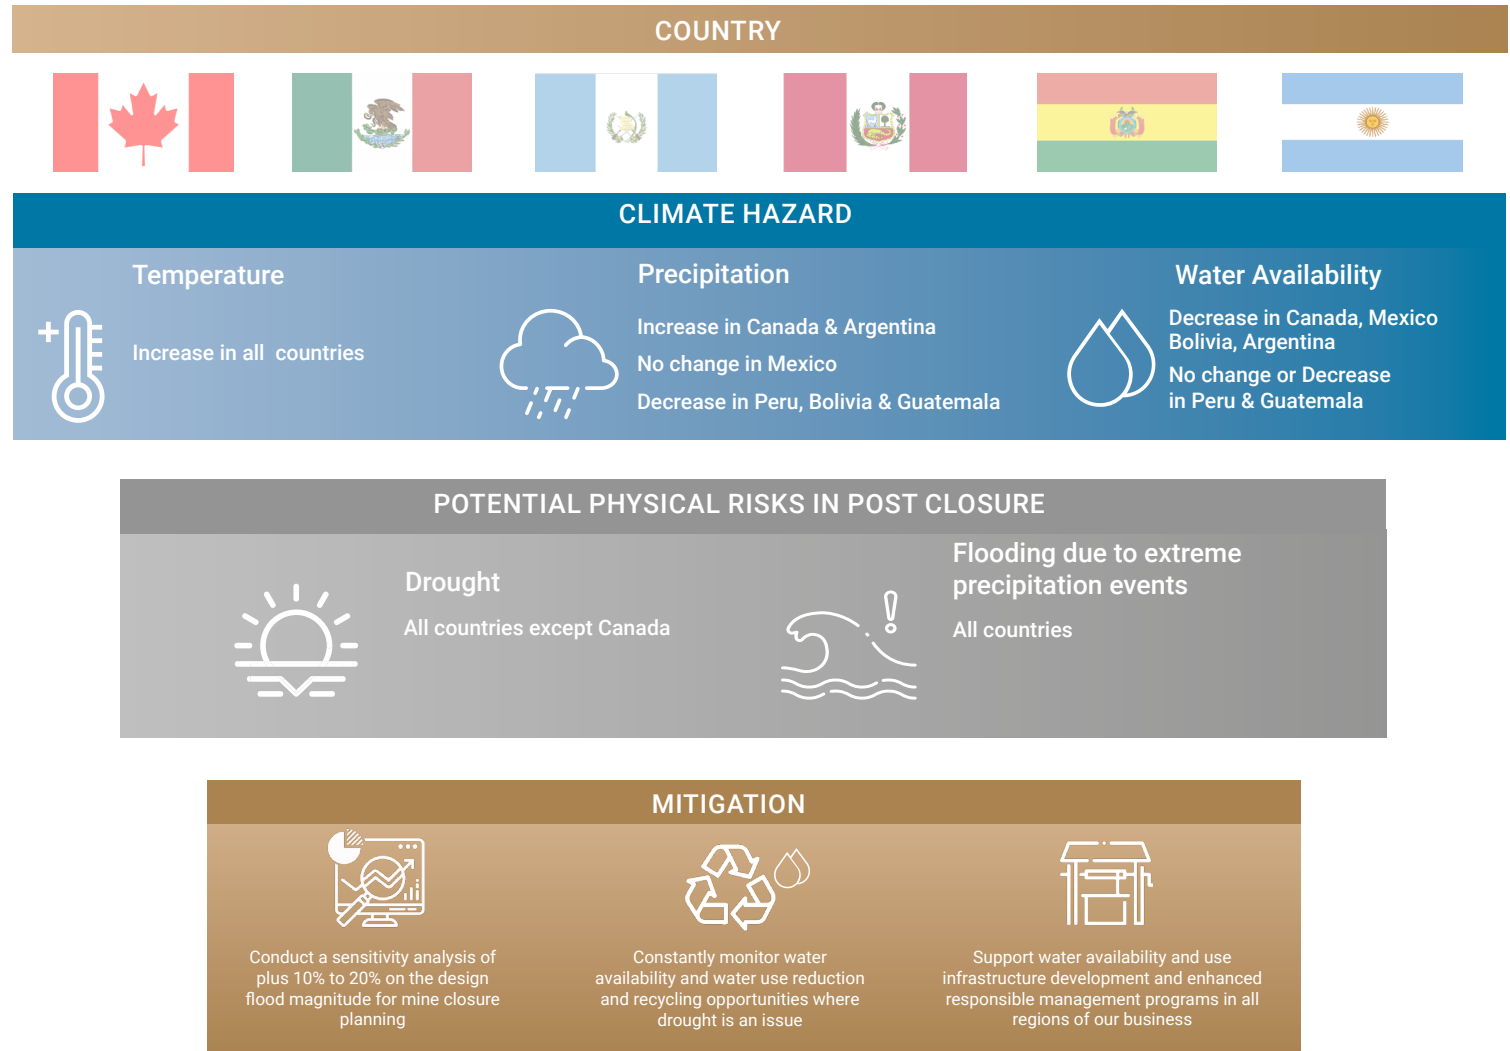 COUNTRY
CLIMATE HAZARD
Temperature
Increase in all countries
Precipitation
Increase in Canada & Argentina
No change in Mexico
Decrease in Peru, Bolivia & Guatemala
Water Availability
Decrease in Canada, Mexico
Bolivia, Argentina
No change or Decrease
in Peru & Guatemala
POTENTIAL PHYSICAL RISKS IN POST CLOSURE
Drought
All countries except Canada
Flooding due to extreme
precipitation events
All countries
MITIGATION
Conduct a sensitivity analysis of
plus 10% to 20% on the design
flood magnitude for mine closure
planning
Constantly monitor water
availability and water use reduction
and recycling opportunities where
drought is an issue
Support water availability and use
infrastructure development and enhanced
responsible management programs in all
regions of our business